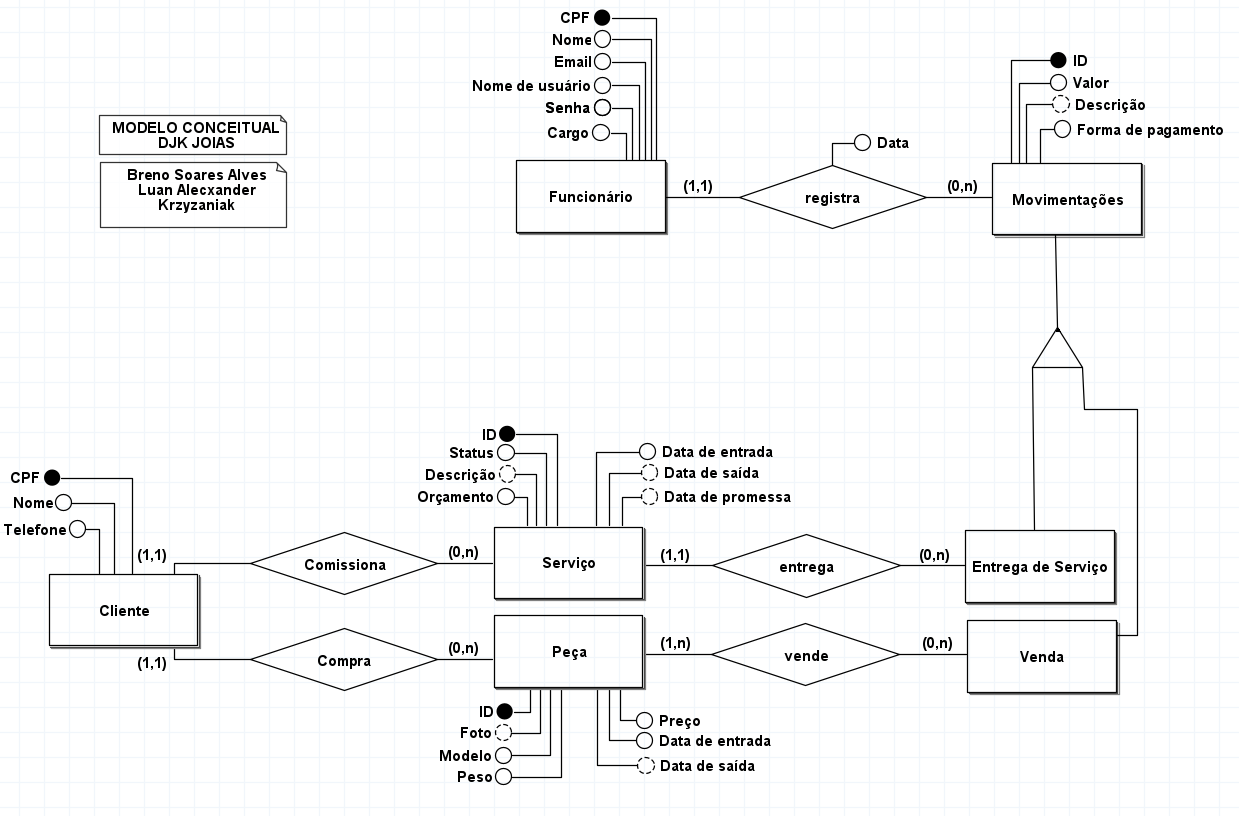 MODELO CONCEITUAL
DJK JOIAS
Breno Soares Alves
Luan Alecxander
Krzyzaniak
CPF
Nome
Email
Nome de usuário
Senha
Cargo
Funcionário
(1,1)
registra
Data
(0,n)
ID
Valor
Descrição
Forma de pagamento
Movimentações
CPF
Nome
Telefone
Cliente
(1,1)
Comissiona
(0,n)
ID
Status
Descrição
Orçamento
Data de entrada
Data de saída
Data de promessa
Serviço
(1,1)
entrega
(0,n)
Entrega de Serviço
(1,1)
Compra
(0,n)
Peça
(1,n)
vende
(0,n)
Venda
ID
Foto
Modelo
Peso
Preço
Data de entrada
Data de saída